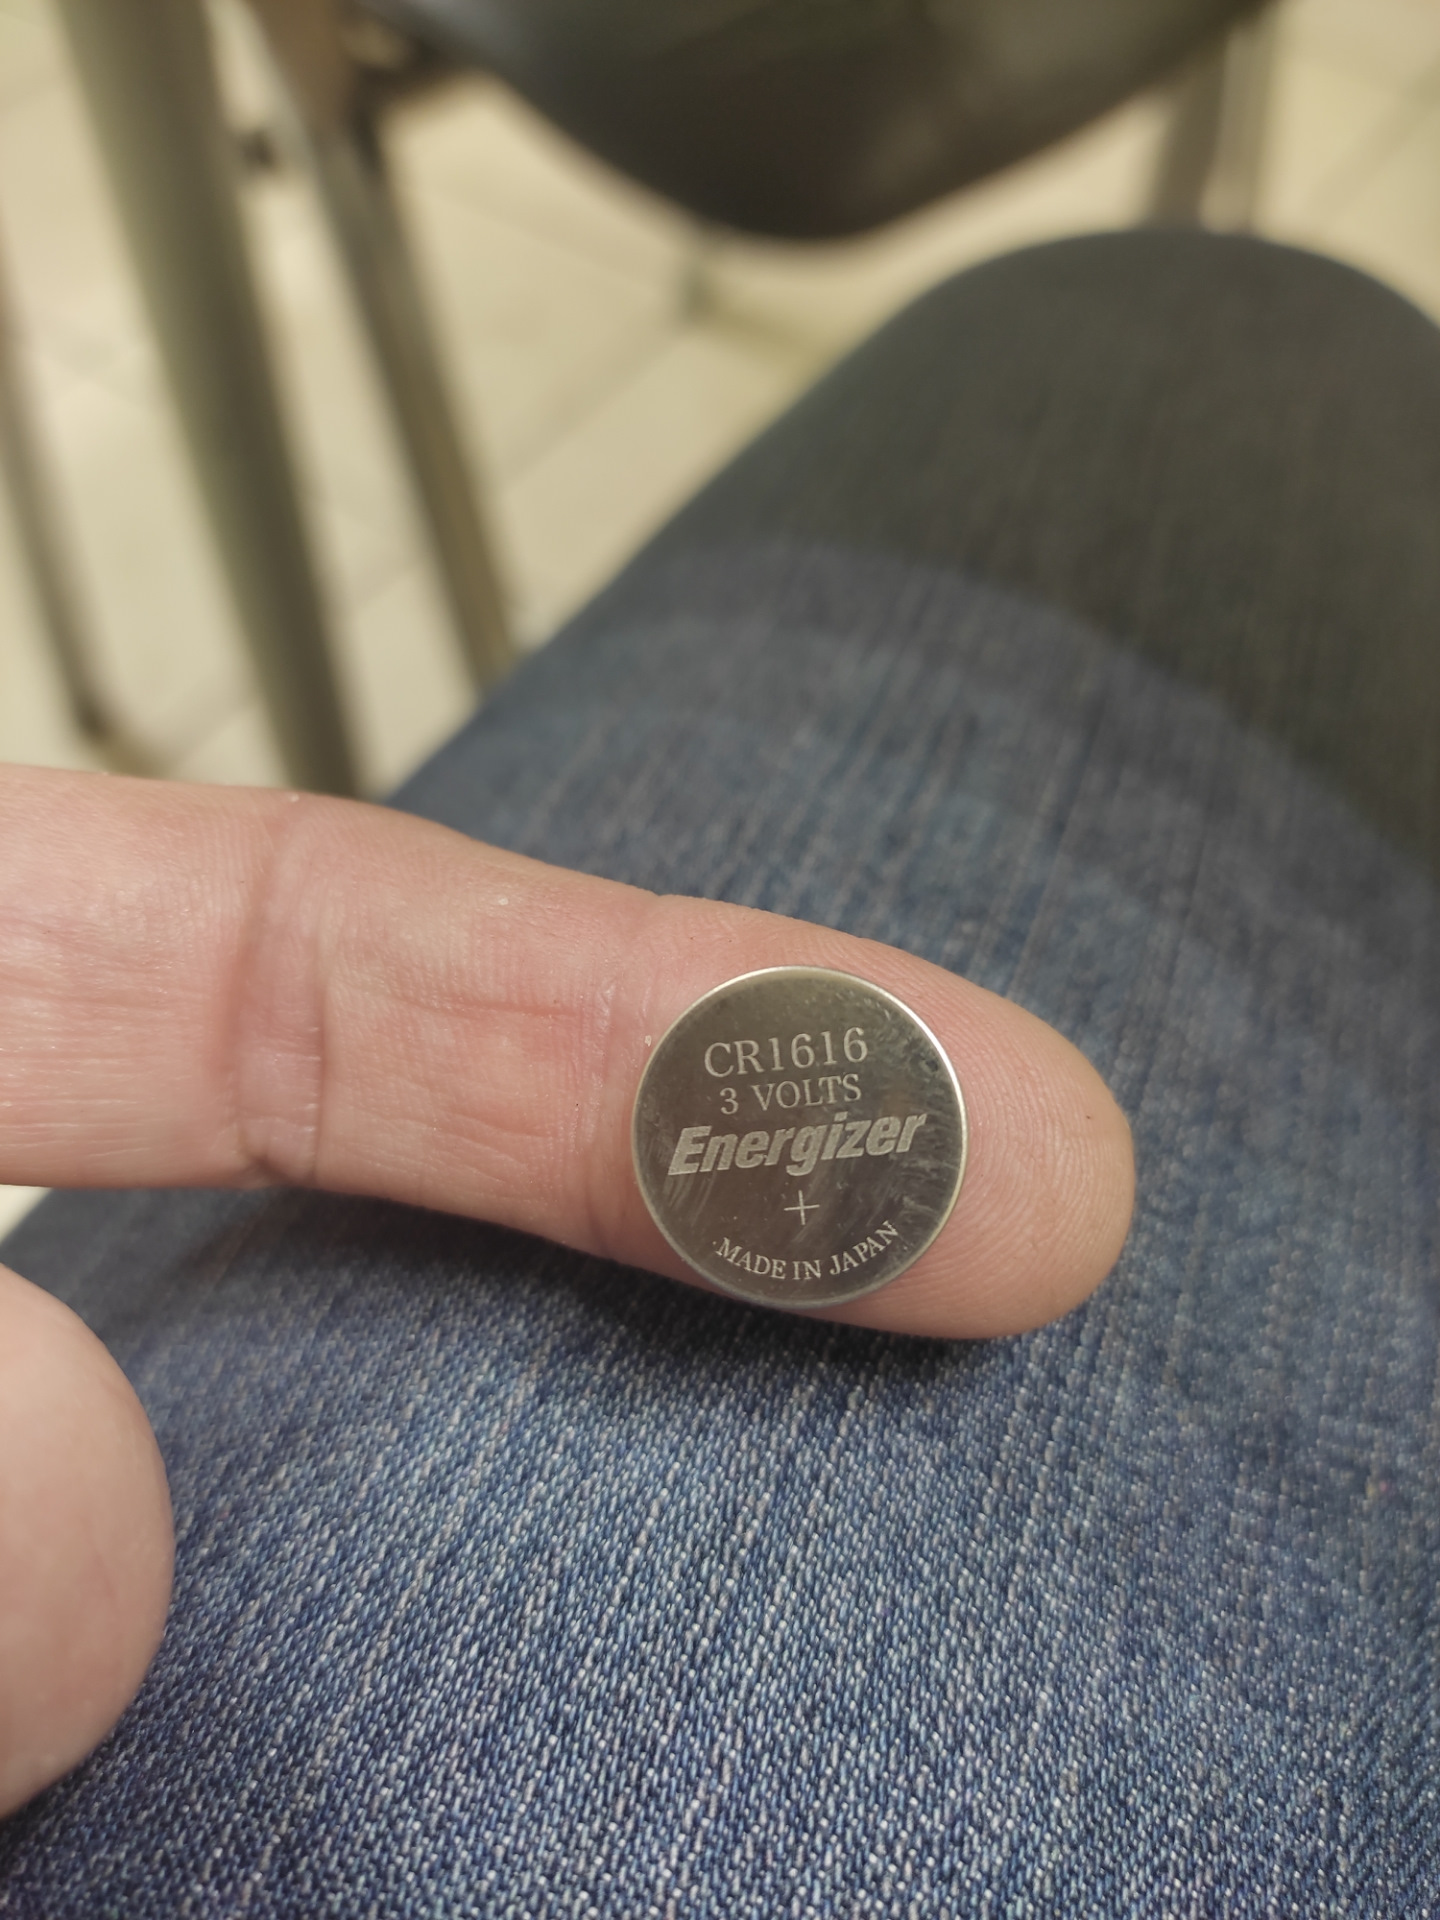 CR1616
3 VOLTS
Energizer
+
MADE IN JAPAN